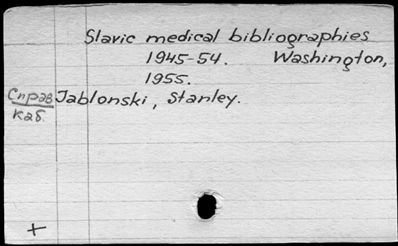 Slavic medical bibliographies
1945-54. Washington,
1955.
Справ Jablonski, Stanley.
Каб.
+